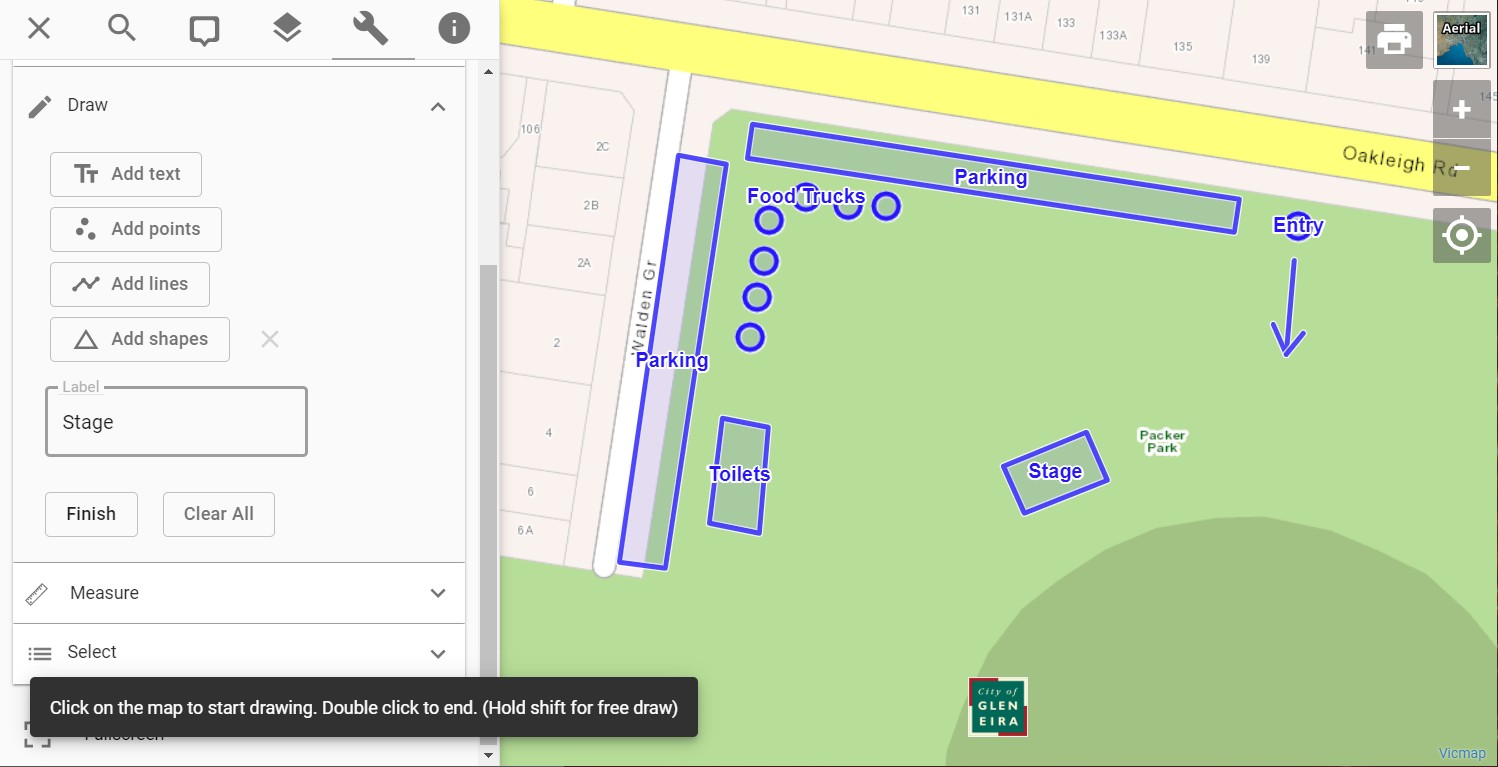 Draw
Add text
Add points
Add lines
Add shapes
Label
Stage
Finish
Clear All
Measure
Select
Click on the map to start drawing. Double click to end. (Hold shift for free draw)
Fullscreen
131
131A
133
133A
135
139
141
145
Aerial
Oakleigh Rd
106
2C
2B
2A
2
4
6
6A
Walden Gr
Parking
Food Trucks
Entry
Parking
Toilets
Stage
Packer
Park
City of
GLEN
EIRA
Vicmap